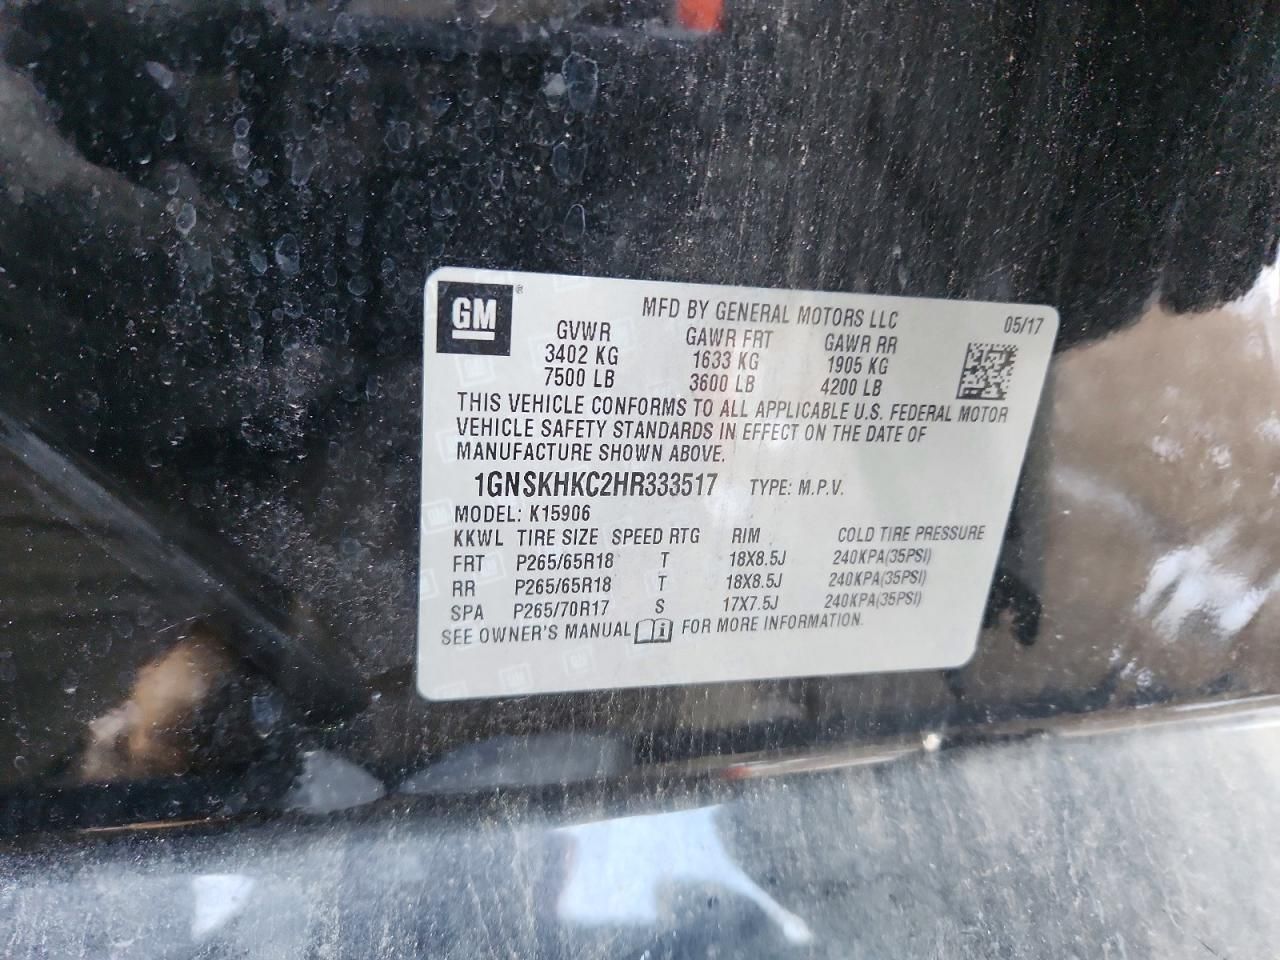 GM ®
MFD BY GENERAL MOTORS LLC 05/17
GVWR GAWR FRT GAWR RR
3402 KG 1633 KG 1905 KG
7500 LB 3600 LB 4200 LB
THIS VEHICLE CONFORMS TO ALL APPLICABLE U.S. FEDERAL MOTOR
VEHICLE SAFETY STANDARDS IN EFFECT ON THE DATE OF
MANUFACTURE SHOWN ABOVE.
1GNSKHKC2HR333517 TYPE: M.P.V.
MODEL: K15906
KKWL TIRE SIZE SPEED RTG RIM COLD TIRE PRESSURE
FRT P265/65R18 T 18X8.5J 240KPA(35PSI)
RR P265/65R18 T 18X8.5J 240KPA(35PSI)
SPA P265/70R17 S 17X7.5J 240KPA(35PSI)
SEE OWNER'S MANUAL i FOR MORE INFORMATION.